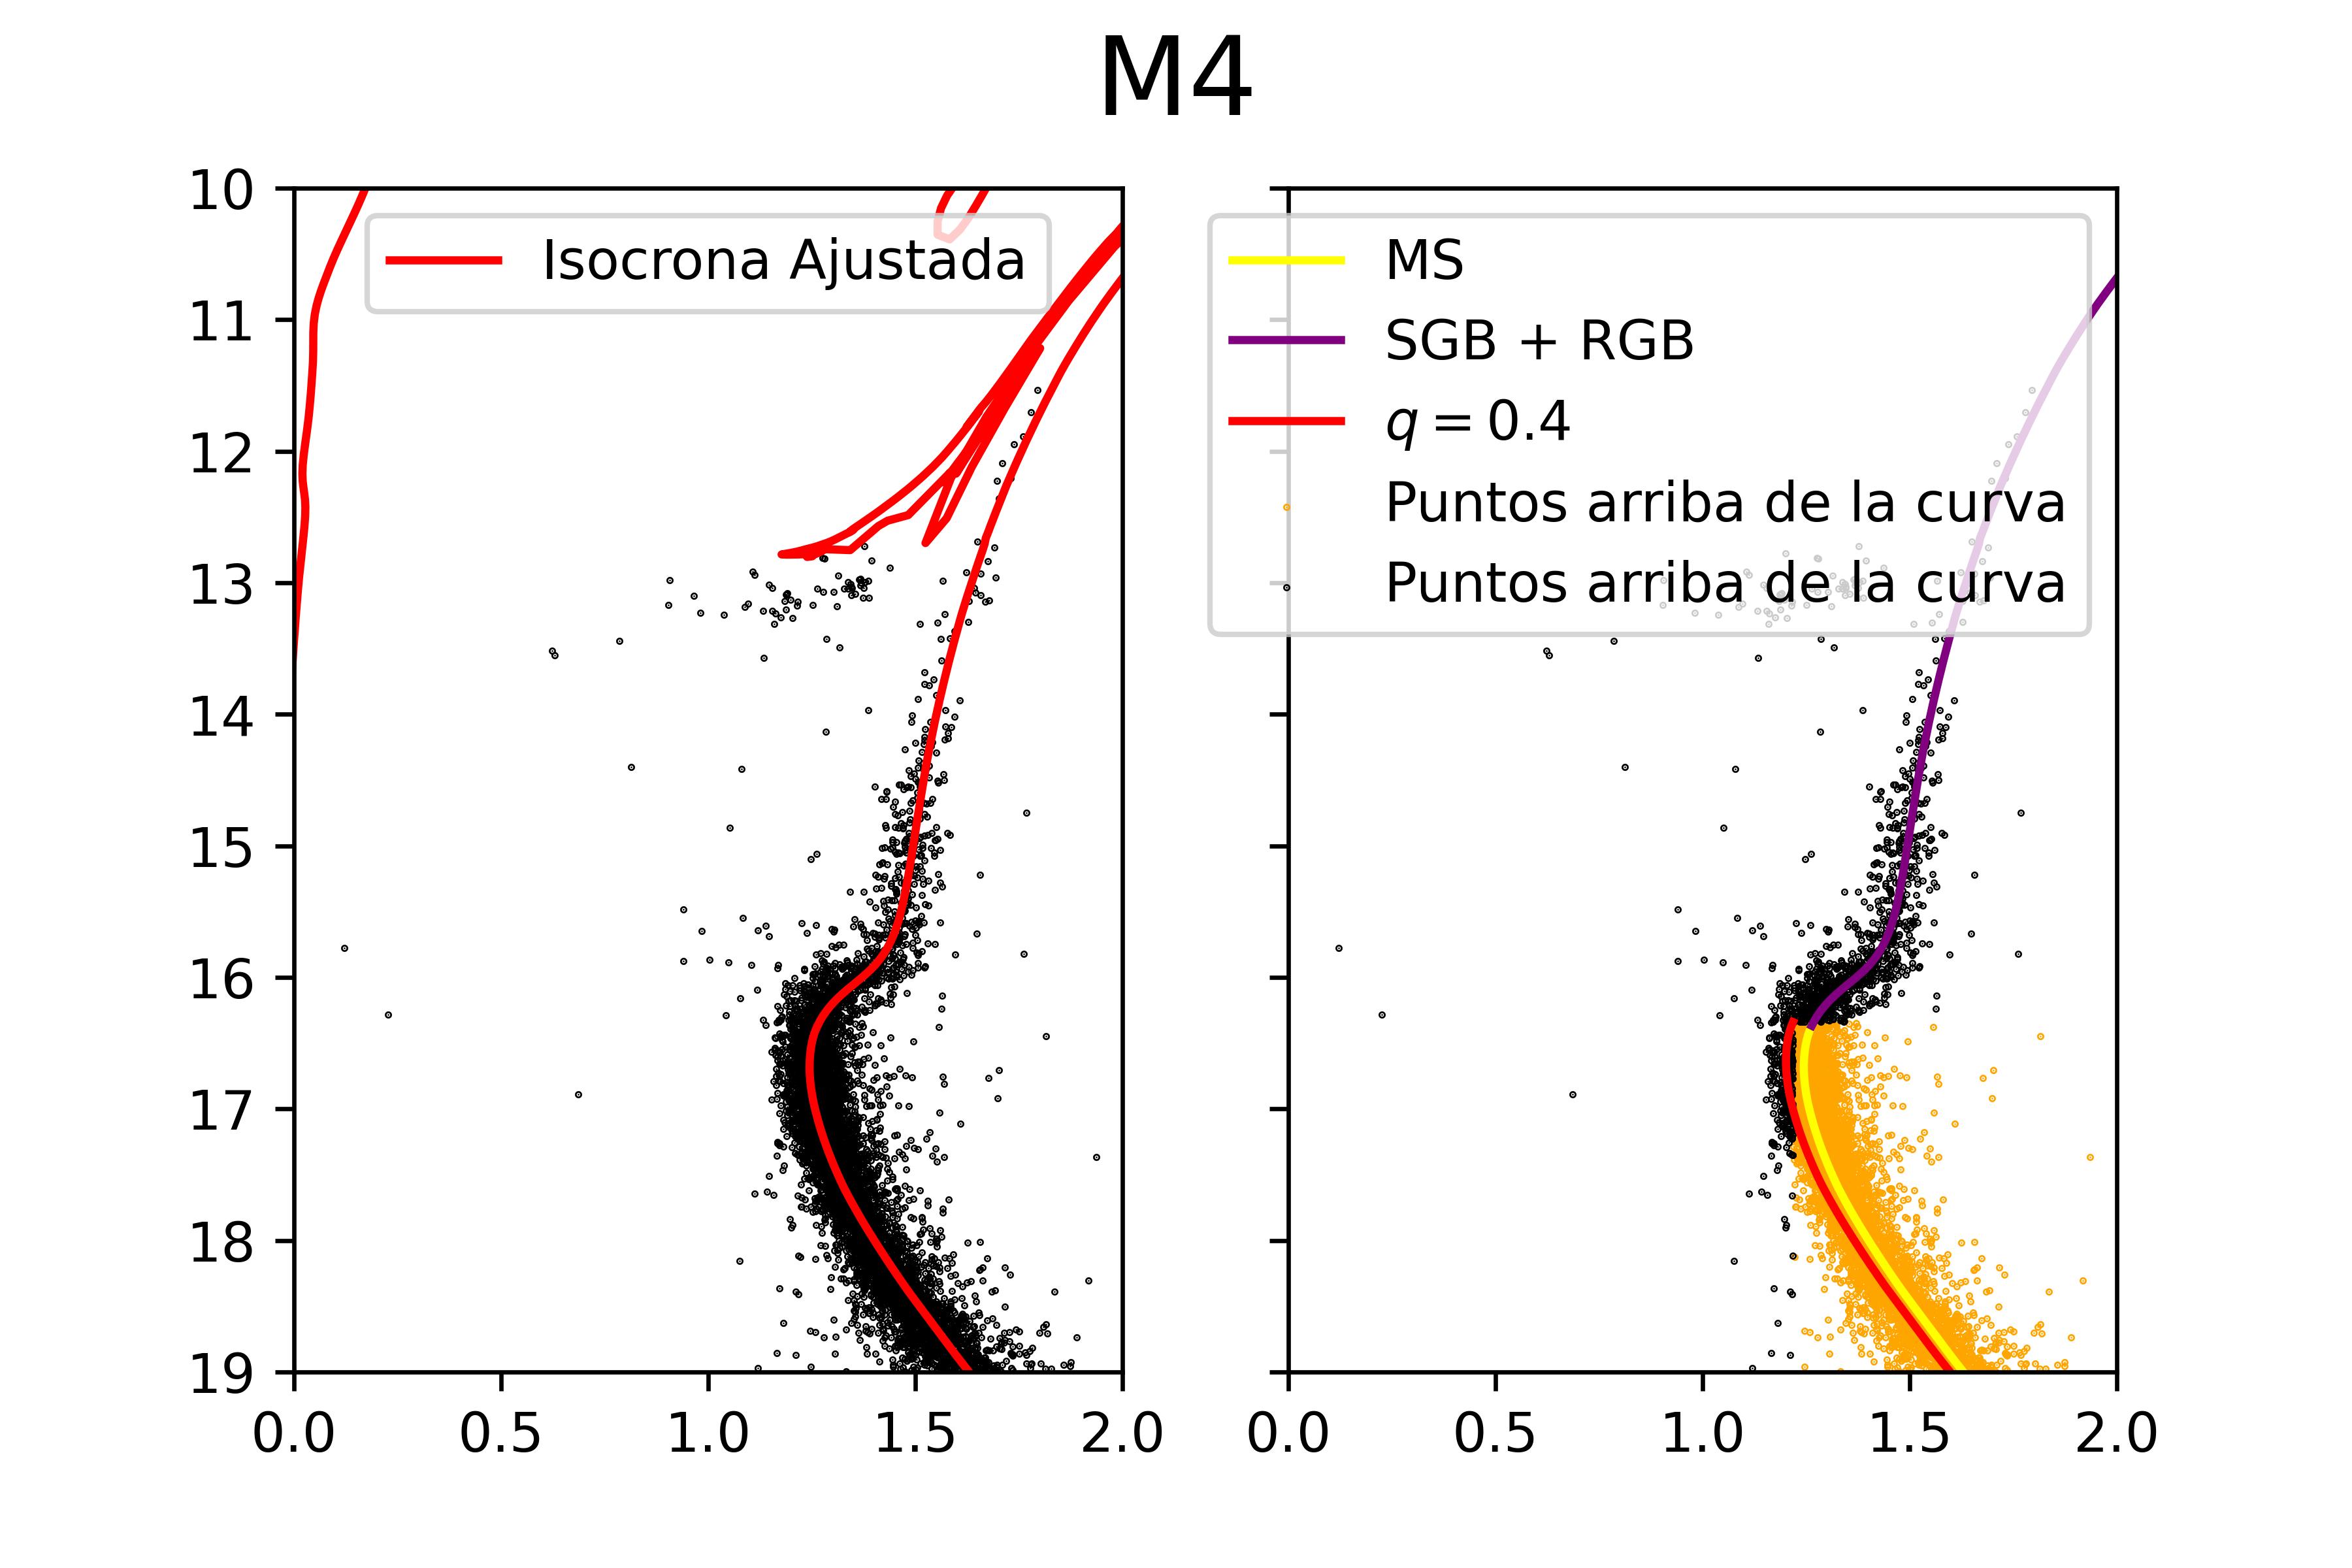 M4
10
11
12
13
14
15
16
17
18
19
0.0 0.5 1.0 1.5 2.0
Isocrona Ajustada
MS
SGB + RGB
q = 0.4
Puntos arriba de la curva
Puntos arriba de la curva
0.0 0.5 1.0 1.5 2.0